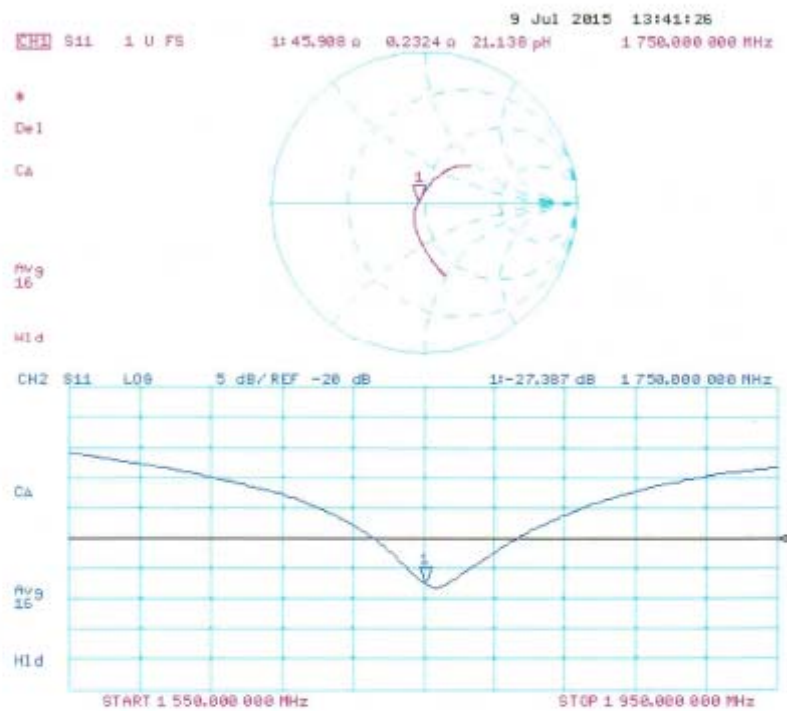 9 Jul 2015 13:41:26
CH1 S11 1 U FS 1:45.908 Ω 0.2324 Ω 21.138 pH 1 750.000 000 MHz
*
Del
CA
1
Avg
16
Hld
CH2 S11 LOG 5 dB/REF -20 dB 1:-27.387 dB 1 750.000 000 MHz
CA
1
Avg
16
Hld
START 1 550.000 000 MHz STOP 1 950.000 000 MHz